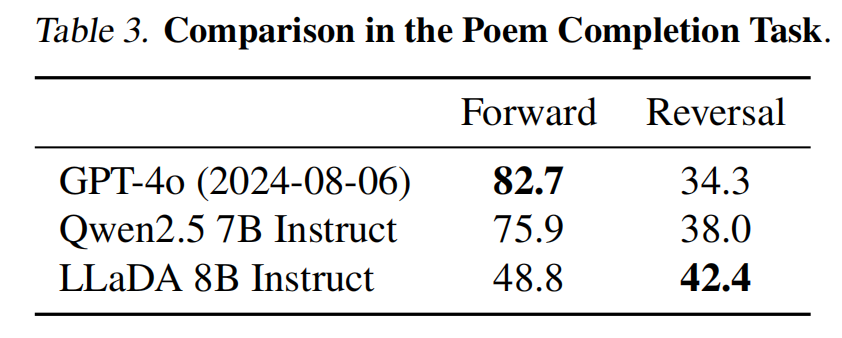 Table 3. Comparison in the Poem Completion Task.
Forward Reversal
GPT-4o (2024-08-06) 82.7 34.3
Qwen2.5 7B Instruct 75.9 38.0
LLaDA 8B Instruct 48.8 42.4